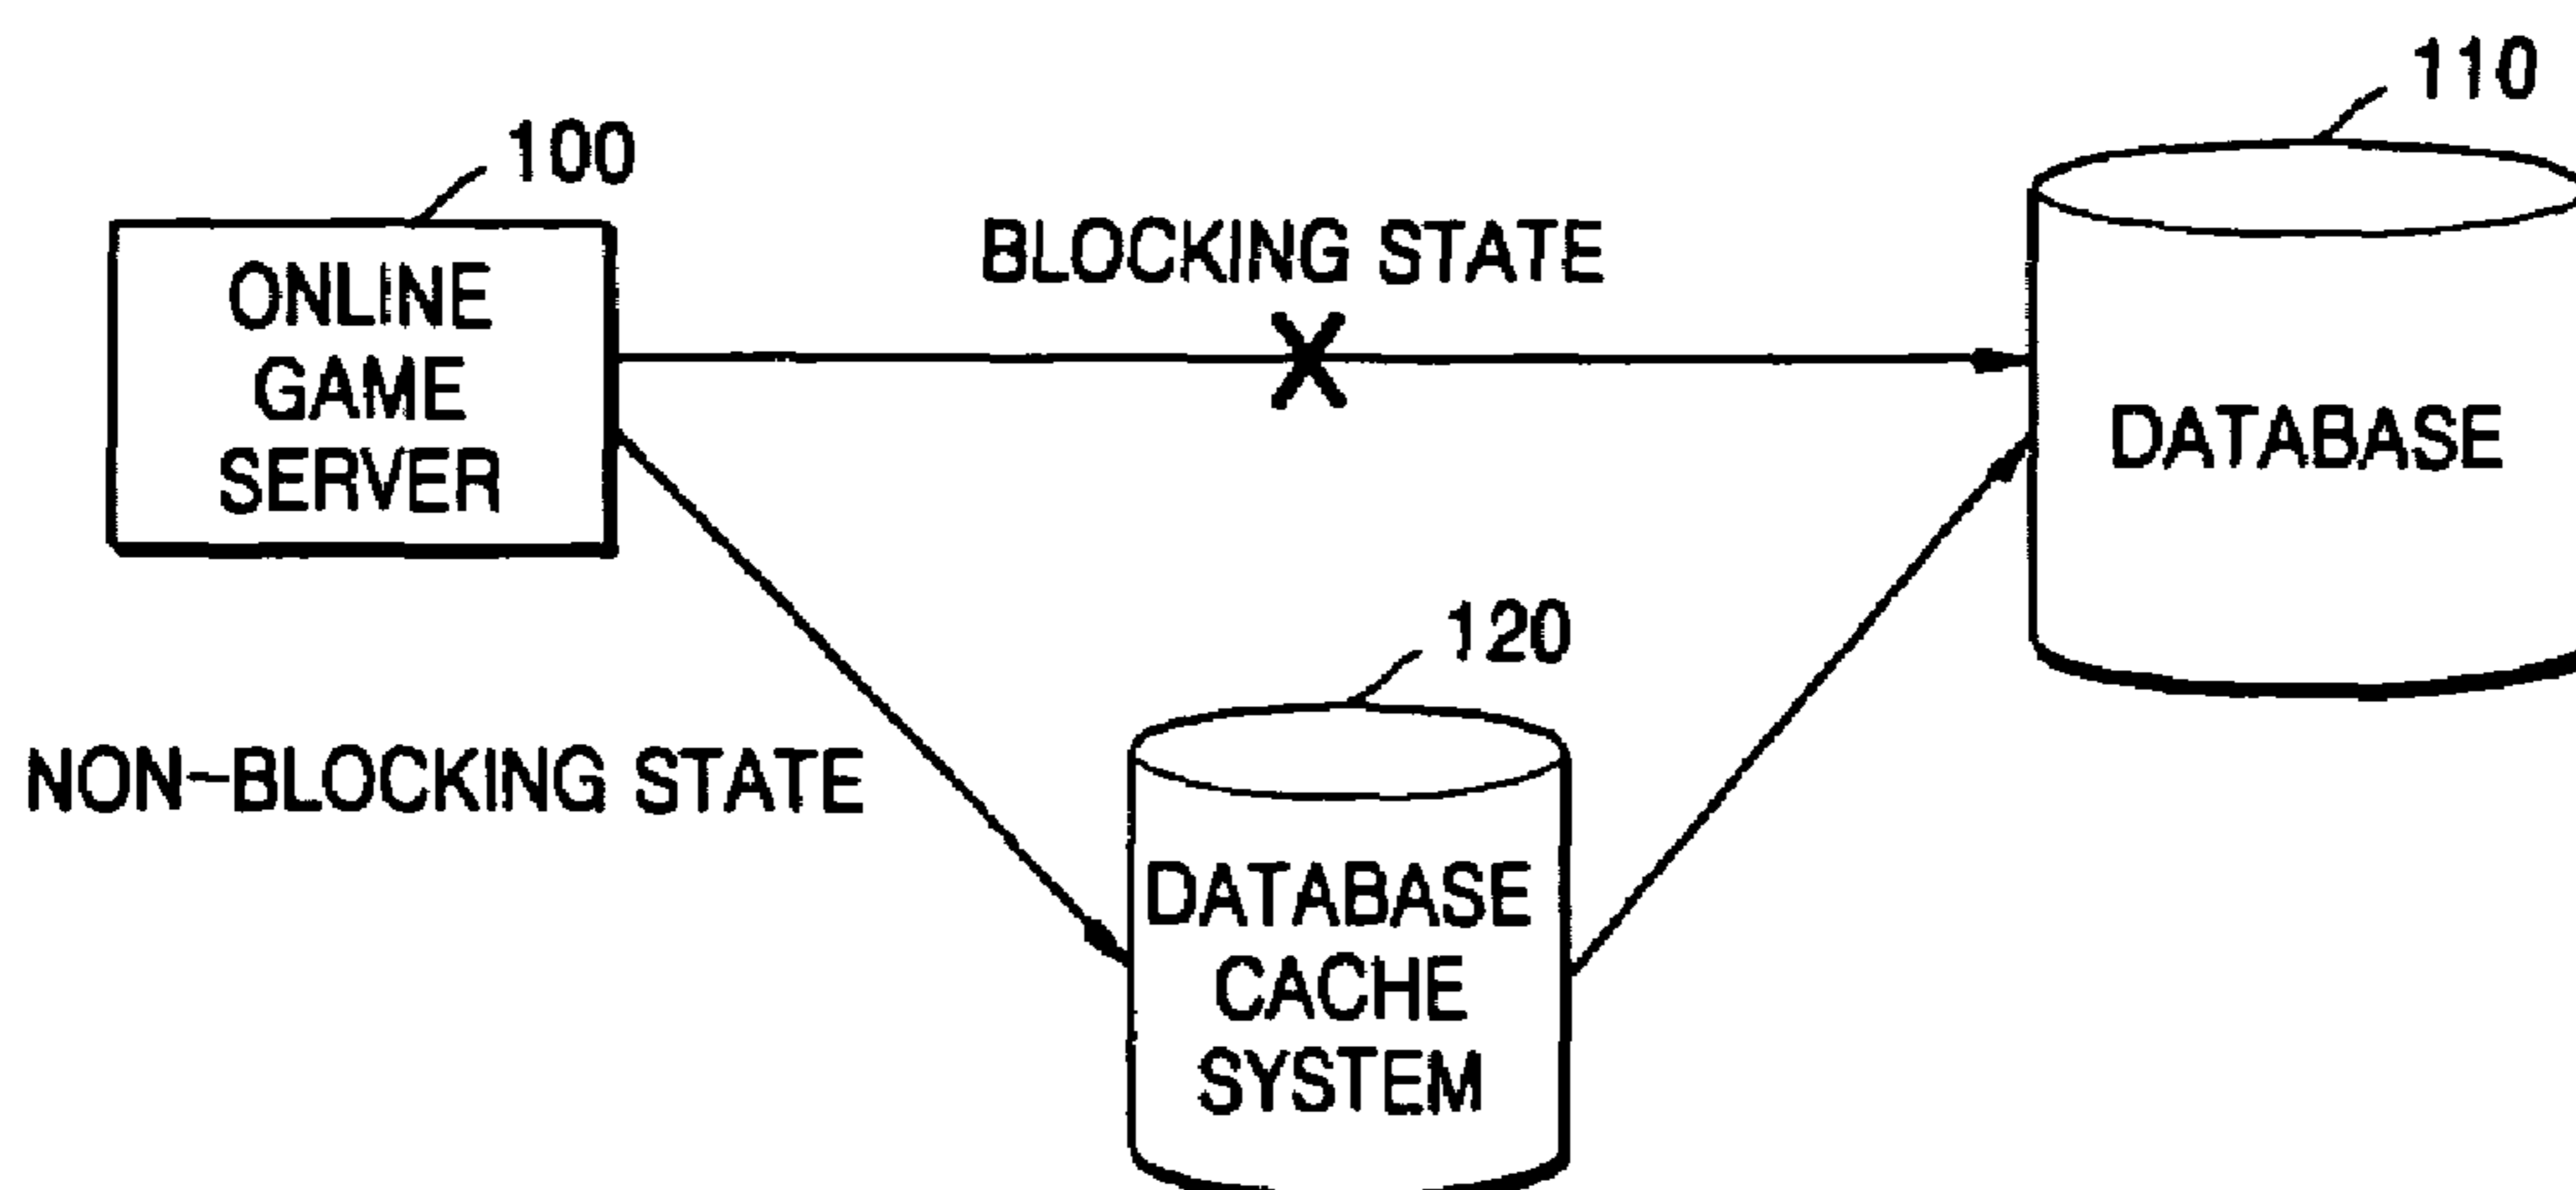 110
100
BLOCKING STATE
ONLINE
GAME
SERVER
X
DATABASE
120
NON-BLOCKING STATE
DATABASE
CACHE
SYSTEM